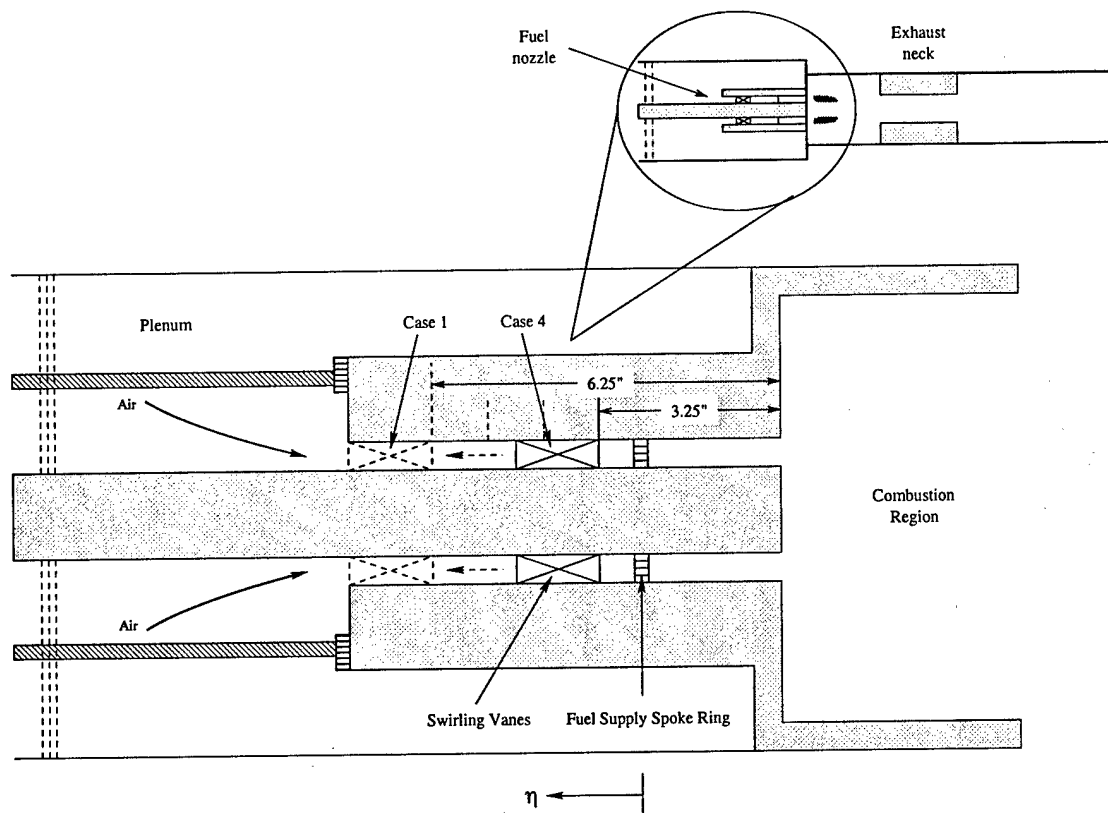 Fuel
nozzle
Exhaust
neck
Plenum
Case 1
Case 4
6.25"
3.25"
Air
Combustion
Region
Air
Swirling Vanes
Fuel Supply Spoke Ring
η